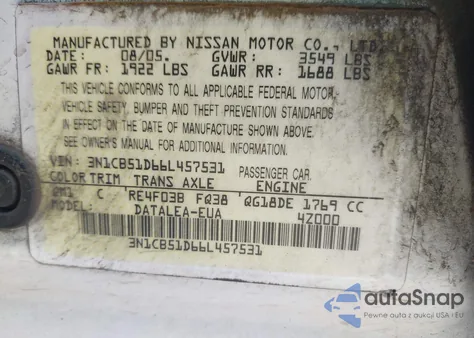 MANUFACTURED BY NISSAN MOTOR CO., LTD.
DATE: 08/05. GVWR: 3549 LBS
GAWR FR: 1922 LBS GAWR RR: 1688 LBS
THIS VEHICLE CONFORMS TO ALL APPLICABLE FEDERAL MOTOR
VEHICLE SAFETY, BUMPER AND THEFT PREVENTION STANDARDS
IN EFFECT ON THE DATE OF MANUFACTURE SHOWN ABOVE.
SEE OWNER'S MANUAL FOR ADDITIONAL INFORMATION.
VIN: 3N1CB51D66L457531 PASSENGER CAR.
COLOR TRIM TRANS AXLE ENGINE
QM1 C RE4F03B FQ38 QG18DE 1769 CC
MODEL: DATALEA-EUA 4Z000
3N1CB51D66L457531
autoSnap
Pewne auta z aukcji USA i EU